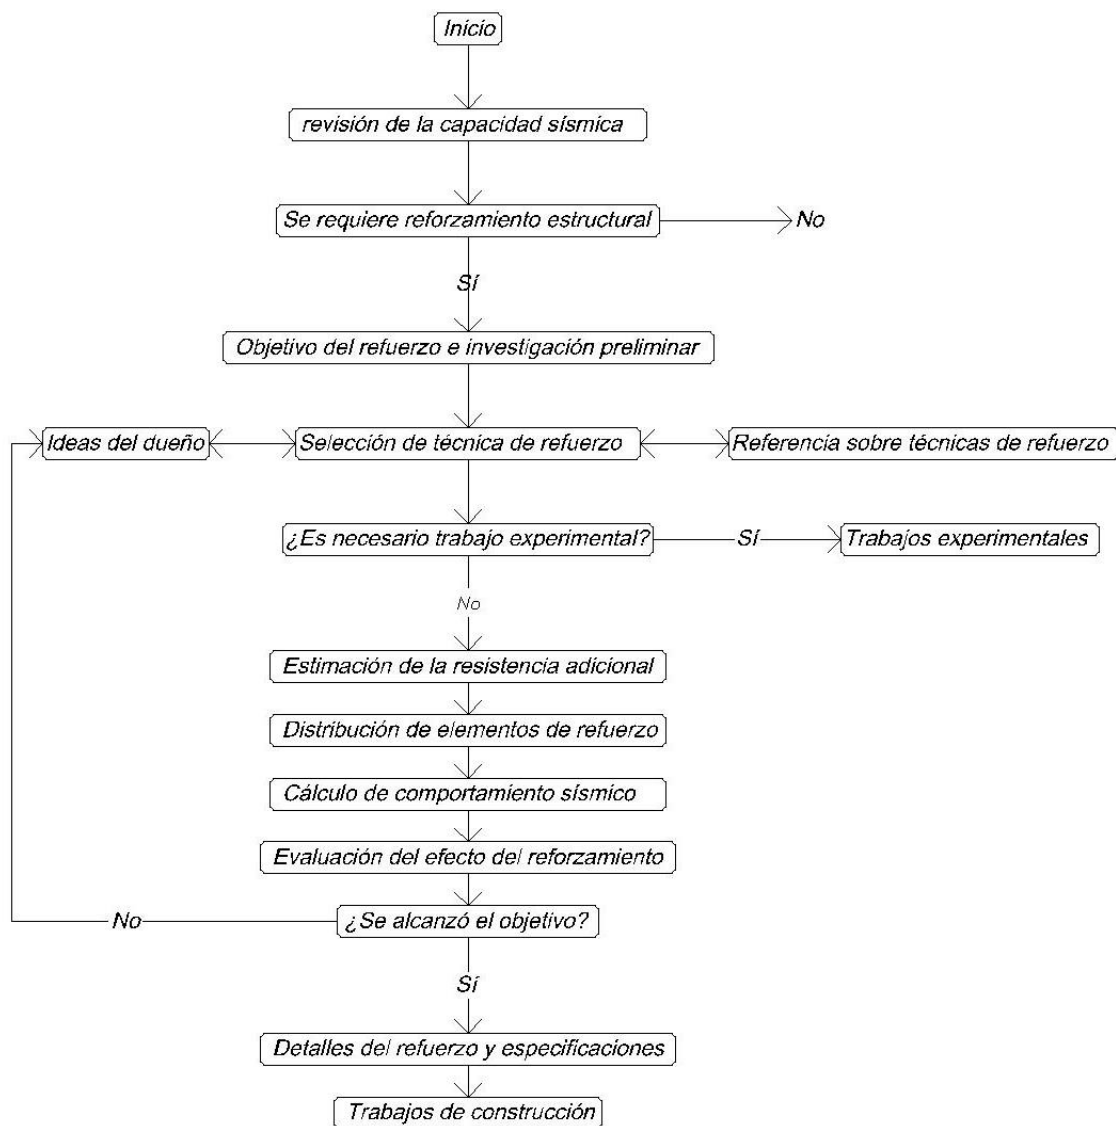 Inicio
revisión de la capacidad sísmica
Se requiere reforzamiento estructural
No
Sí
Objetivo del refuerzo e investigación preliminar
Ideas del dueño
Selección de técnica de refuerzo
Referencia sobre técnicas de refuerzo
¿Es necesario trabajo experimental?
Sí
Trabajos experimentales
No
Estimación de la resistencia adicional
Distribución de elementos de refuerzo
Cálculo de comportamiento sísmico
Evaluación del efecto del reforzamiento
No
¿Se alcanzó el objetivo?
Sí
Detalles del refuerzo y especificaciones
Trabajos de construcción